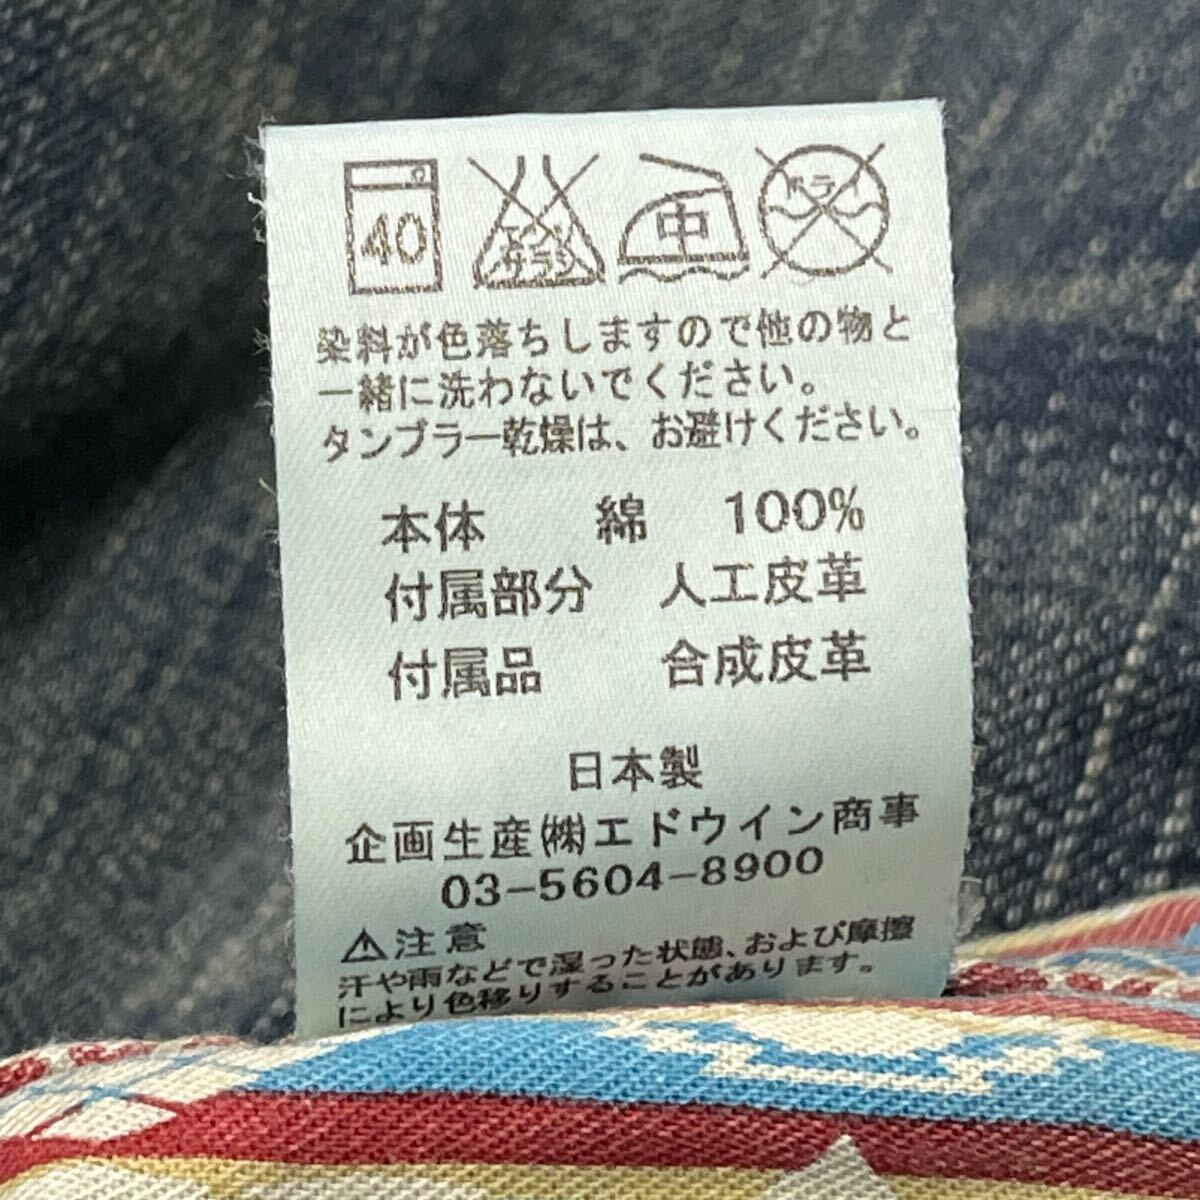 40
エンソ
サラシ
中
ドライ
染料が色落ちしますので他の物と
一緒に洗わないでください。
タンブラー乾燥は、お避けください。
本体 綿 100%
付属部分 人工皮革
付属品 合成皮革
日本製
企画生産㈱エドウイン商事
03-5604-8900
⚠注意
汗や雨などで湿った状態、および摩擦
により色移りすることがあります。